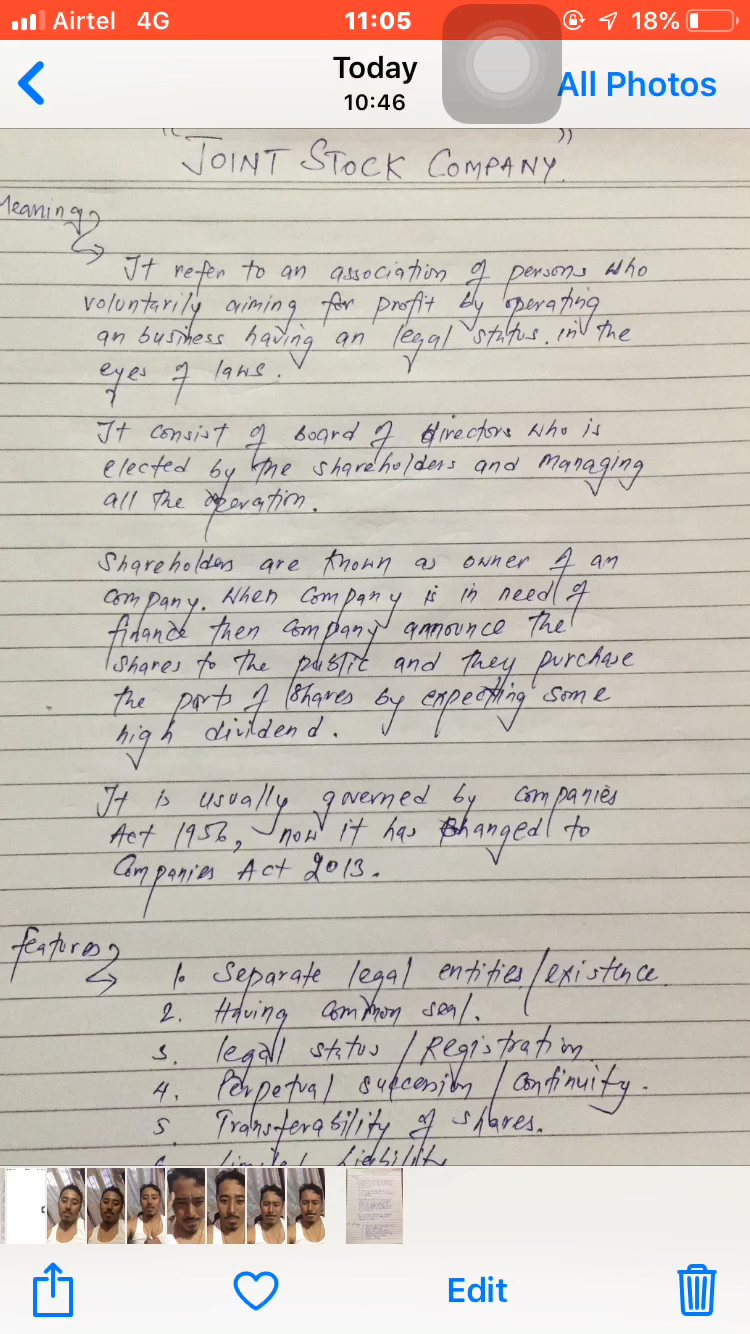 Airtel 4G 11:05 18%
Today
10:46
All Photos
"JOINT STOCK COMPANY"
Meaning
It refer to an association of persons who
voluntarily aiming for profit by operating
an business having an legal status in the
eyes of laws.
It consist of Board of directors who is
elected by the shareholders and managing
all the operation.
Shareholders are known as owner of an
company. When company is in need of
finance then company announce the
shares to the public and they purchase
the parts of shares by expecting some
high dividend.
It is usually governed by companies
Act 1956, now it has changed to
Companies Act 2013.
features
1. Separate legal entities/existence
2. Having common seal.
3. legal status / Registration
4. Perpetual succession / Continuity.
5. Transferability of shares.
6. Limited Liability
Edit